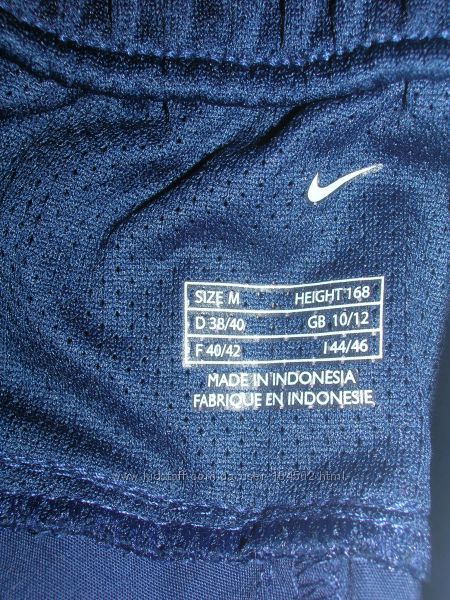 SIZE M HEIGHT 168
D 38/40 GB 10/12
F 40/42 I 44/46
MADE IN INDONESIA
FABRIQUE EN INDONESIE